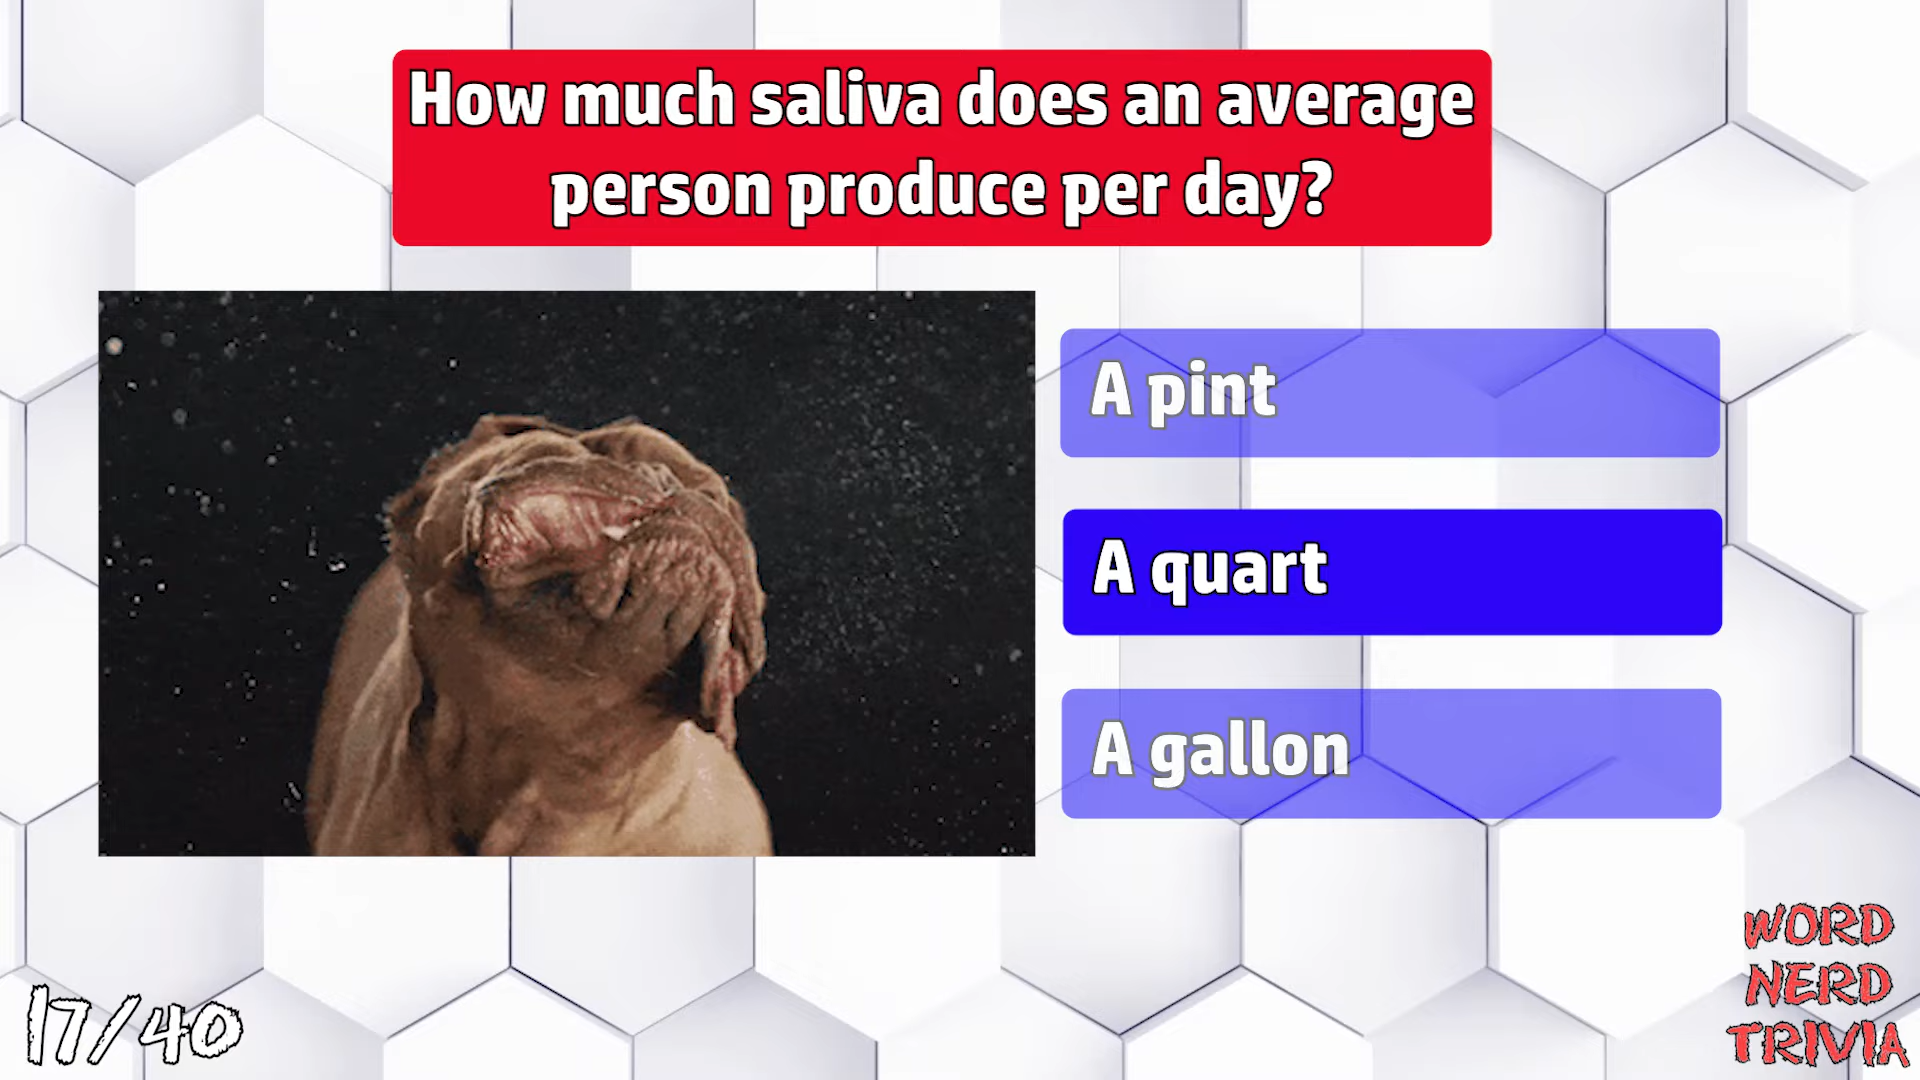 How much saliva does an average
person produce per day?
A pint
A quart
A gallon
17/40
WORD
NERD
TRIVIA